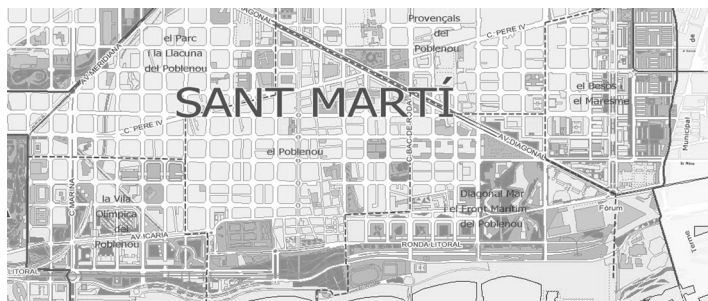 DIAGONAL
Provençals
del
Poblenou
C. PERE IV
el Parc
i la Llacuna
del Poblenou
AV. MERIDIANA
el Besòs i
el Maresme
SANT MARTÍ
C. PERE IV
C. BAC DE RODA
AV. DIAGONAL
Municipal
de
el Poblenou
C. MARINA
la Vila
Olímpica
del
Poblenou
Diagonal Mar
i el Front Marítim
del Poblenou
Fòrum
AV. ICÀRIA
RONDA LITORAL
LITORAL
Terme